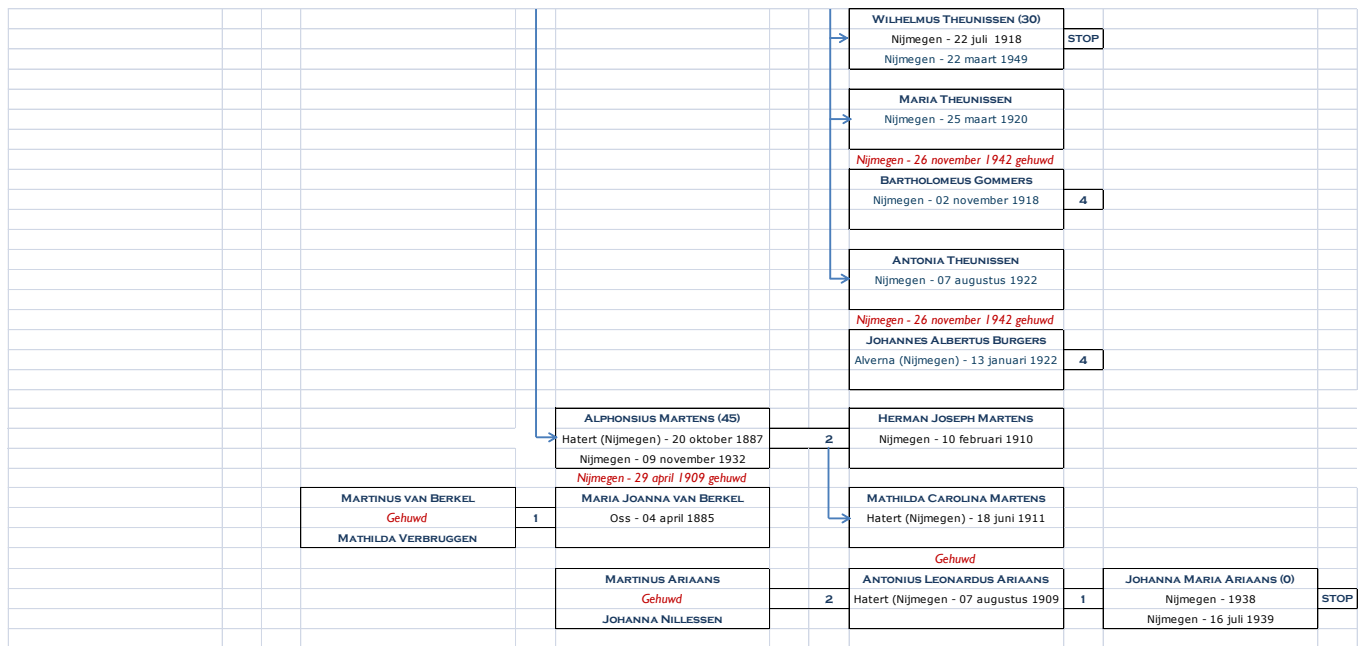 WILHELMUS THEUNISSEN (30)
Nijmegen - 22 juli 1918
STOP
Nijmegen - 22 maart 1949
MARIA THEUNISSEN
Nijmegen - 25 maart 1920
Nijmegen - 26 november 1942 gehuwd
BARTHOLOMEUS GOMMERS
Nijmegen - 02 november 1918
4
ANTONIA THEUNISSEN
Nijmegen - 07 augustus 1922
Nijmegen - 26 november 1942 gehuwd
JOHANNES ALBERTUS BURGERS
Alverna (Nijmegen) - 13 januari 1922
4
ALPHONSIUS MARTENS (45)
Hatert (Nijmegen) - 20 oktober 1887
Nijmegen - 09 november 1932
2
HERMAN JOSEPH MARTENS
Nijmegen - 10 februari 1910
Nijmegen - 29 april 1909 gehuwd
MARTINUS VAN BERKEL
Gehuwd
MATHILDA VERBRUGGEN
1
MARIA JOANNA VAN BERKEL
Oss - 04 april 1885
MATHILDA CAROLINA MARTENS
Hatert (Nijmegen) - 18 juni 1911
Gehuwd
MARTINUS ARIAANS
Gehuwd
JOHANNA NILLESSEN
2
ANTONIUS LEONARDUS ARIAANS
Hatert (Nijmegen - 07 augustus 1909
1
JOHANNA MARIA ARIAANS (0)
Nijmegen - 1938
Nijmegen - 16 juli 1939
STOP